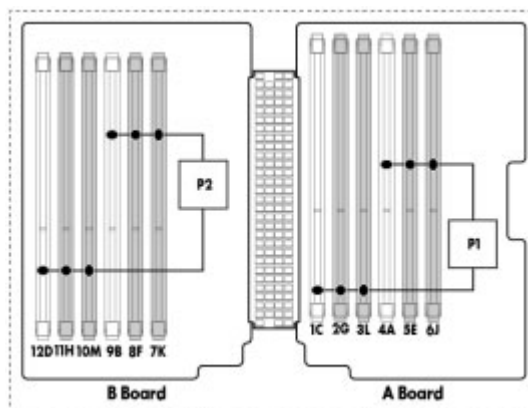 P2
P1
12D 11H 10M 9B 8F 7K
1C 2G 3L 4A 5E 6J
B Board
A Board